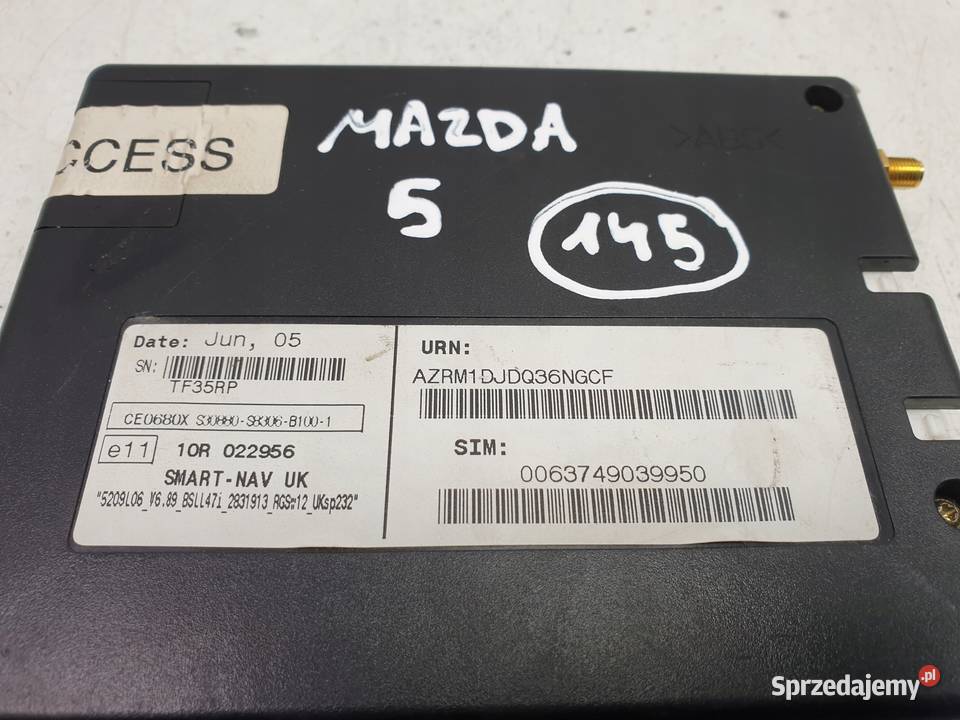 CCESS
MAZDA
5
145
>ABS<
Date: Jun, 05
SN:
TF35RP
CE0680X S30880-S8306-B100-1
e11 10R 022956
SMART-NAV UK
"5209L06_V6.89_BSLL47i_2831913_RGS=12_UKsp232"
URN:
AZRM1DJDQ36NGCF
SIM:
0063749039950
Sprzedajemy.pl